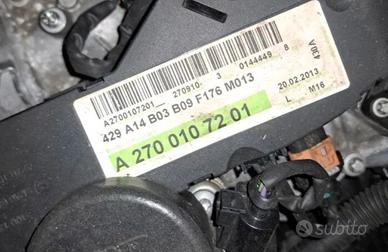 A2700107201__ 270910- 3 0144449 8
430A
429 A14 B03 B09 F176 M013
20.02.2013
L M16
A 270 010 72 01
subito